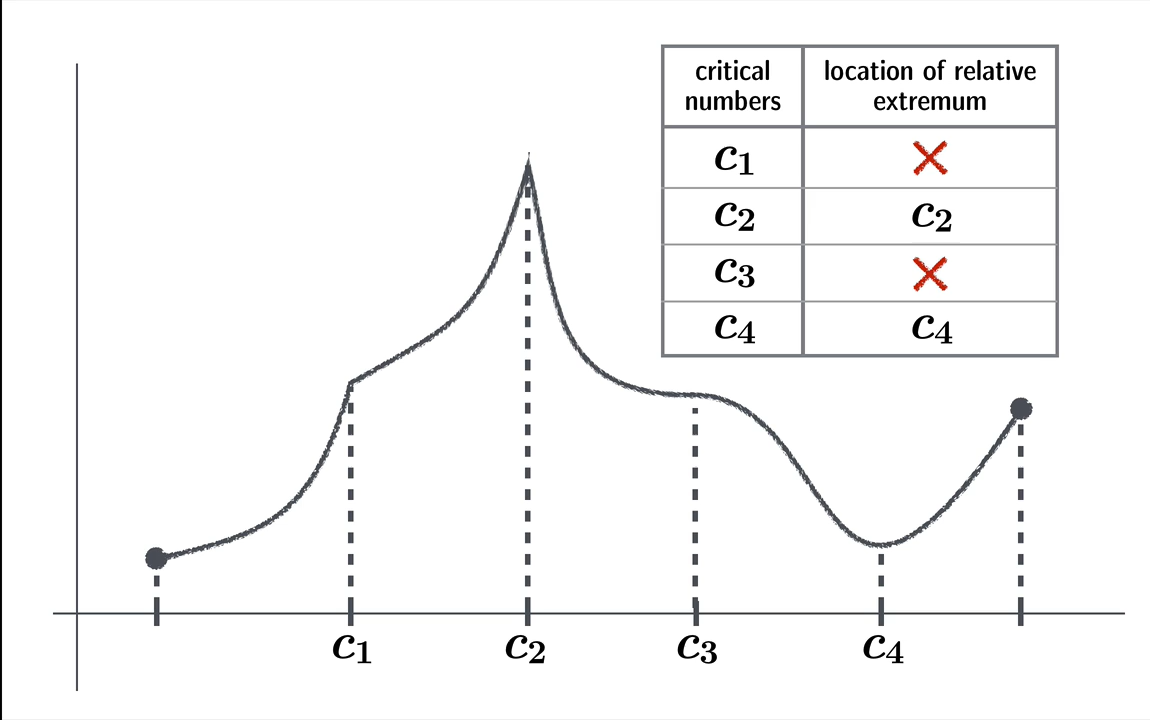 critical numbers location of relative extremum
c₁ ×
c₂ c₂
c₃ ×
c₄ c₄
c₁ c₂ c₃ c₄